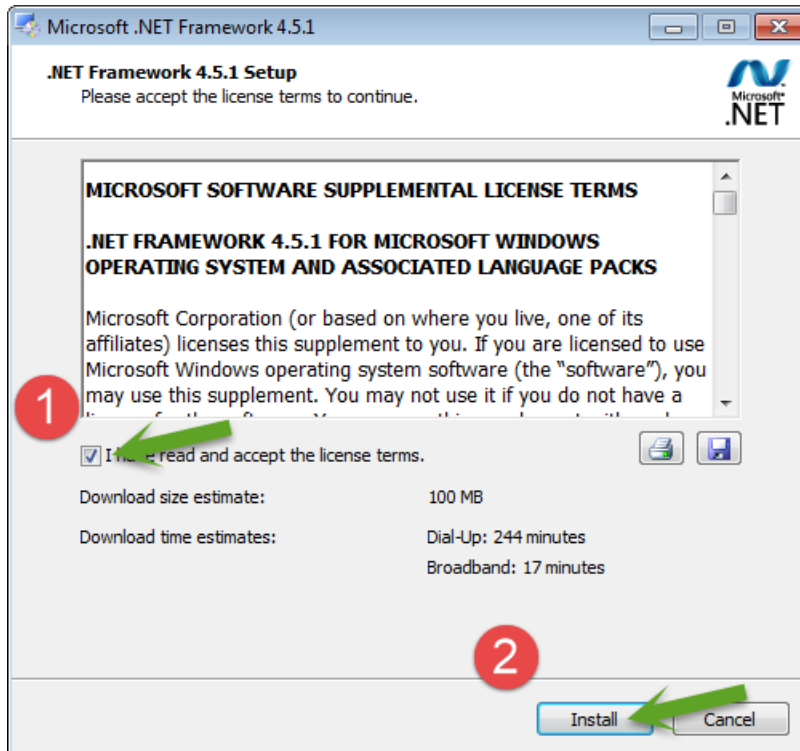 Microsoft .NET Framework 4.5.1
.NET Framework 4.5.1 Setup
Please accept the license terms to continue.
Microsoft
.NET
MICROSOFT SOFTWARE SUPPLEMENTAL LICENSE TERMS
.NET FRAMEWORK 4.5.1 FOR MICROSOFT WINDOWS
OPERATING SYSTEM AND ASSOCIATED LANGUAGE PACKS
Microsoft Corporation (or based on where you live, one of its
affiliates) licenses this supplement to you. If you are licensed to use
Microsoft Windows operating system software (the “software”), you
may use this supplement. You may not use it if you do not have a
1
I have read and accept the license terms.
Download size estimate: 100 MB
Download time estimates: Dial-Up: 244 minutes
Broadband: 17 minutes
2
Install Cancel